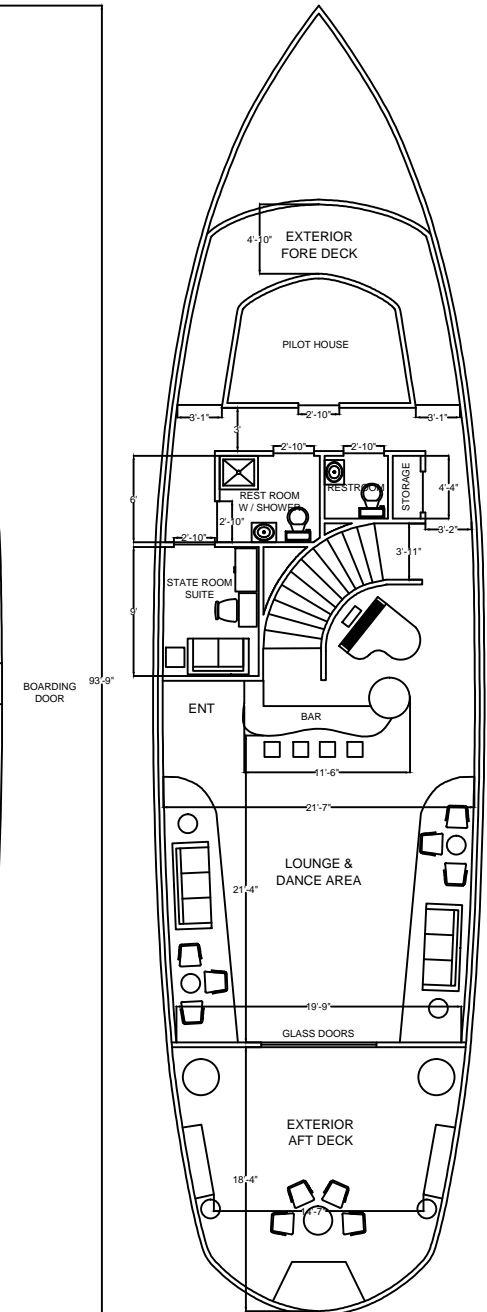 EXTERIOR
FORE DECK
4'-10"
PILOT HOUSE
3'-1"
2'-10"
3'-1"
3'
2'-10"
2'-10"
6'
REST ROOM
W / SHOWER
RESTROOM
STORAGE
4'-4"
2'-10"
3'-2"
2'-10"
3'-11"
STATE ROOM
SUITE
9'
BOARDING
DOOR
93'-9"
ENT
BAR
11'-6"
21'-7"
LOUNGE &
DANCE AREA
21'-4"
19'-9"
GLASS DOORS
EXTERIOR
AFT DECK
18'-4"
14'-7"